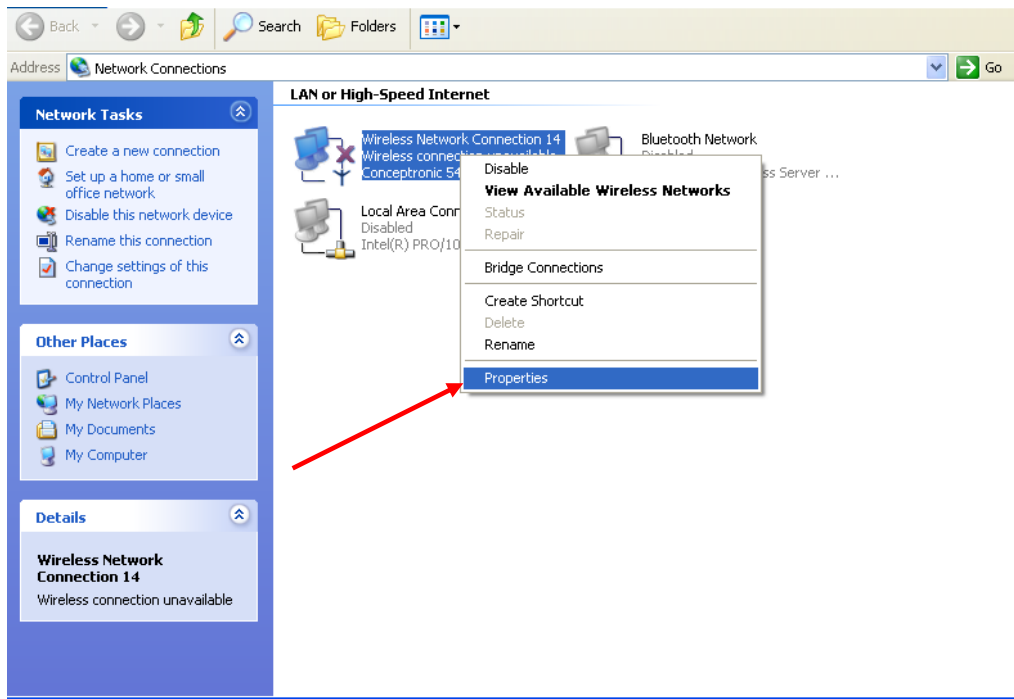 Back
Search
Folders
Address
Network Connections
Go
Network Tasks
Create a new connection
Set up a home or small
office network
Disable this network device
Rename this connection
Change settings of this
connection
Other Places
Control Panel
My Network Places
My Documents
My Computer
Details
Wireless Network
Connection 14
Wireless connection unavailable
LAN or High-Speed Internet
Wireless Network Connection 14
Wireless connection unavailable
Conceptronic 54
Bluetooth Network
Disabled
ss Server ...
Local Area Conn
Disabled
Intel(R) PRO/10
Disable
View Available Wireless Networks
Status
Repair
Bridge Connections
Create Shortcut
Delete
Rename
Properties